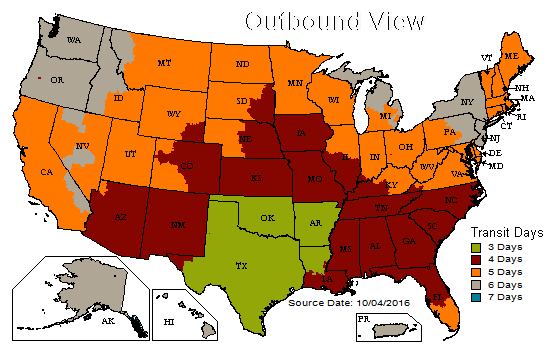 Outbound View
WA
MT
ND
MN
VT
ME
OR
ID
SD
WI
MI
NY
NH
MA
RI
CT
WY
NE
IA
PA
NJ
NV
UT
CO
KS
MO
IL
IN
OH
WV
VA
DE
MD
CA
KY
AZ
NM
OK
AR
TN
NC
SC
TX
LA
MS
AL
GA
FL
AK
HI
PR
Transit Days
3 Days
4 Days
5 Days
6 Days
7 Days
Source Date: 10/04/2016